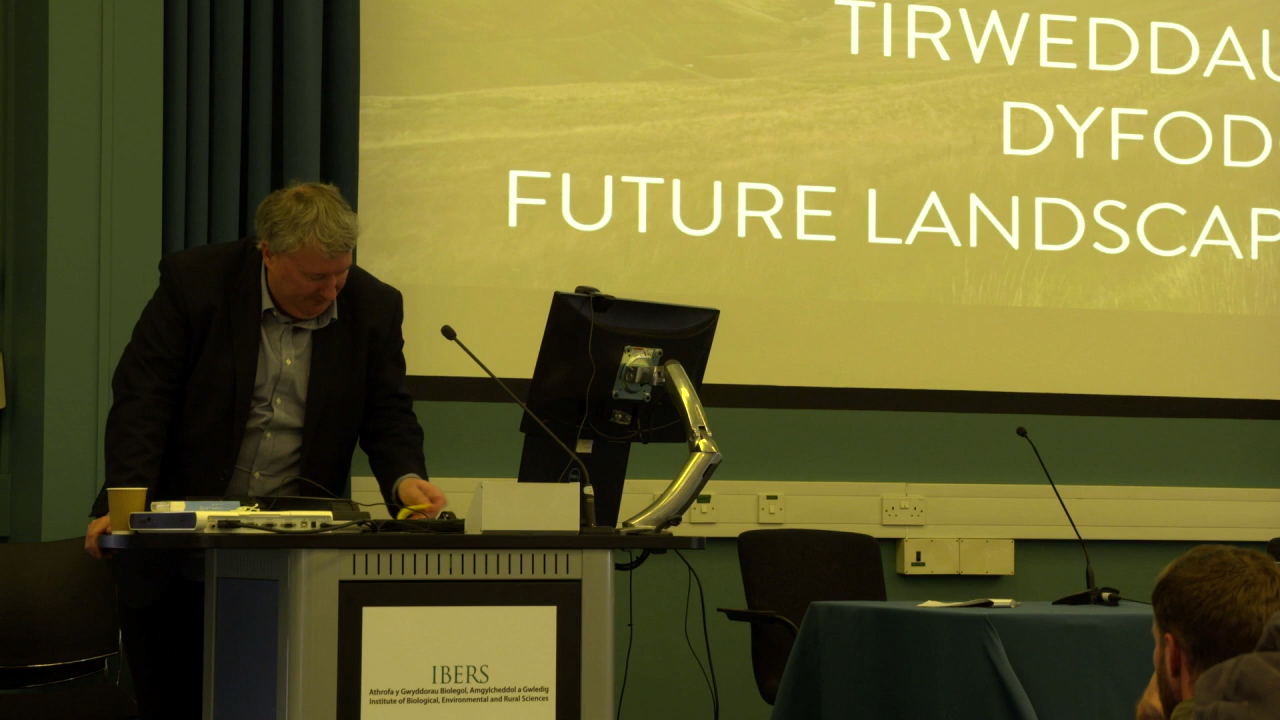 TIRWEDDAU
DYFOD
FUTURE LANDSCAP
IBERS
Athrofa y Gwyddorau Biolegol, Amgylcheddol a Gwledig
Institute of Biological, Environmental and Rural Sciences